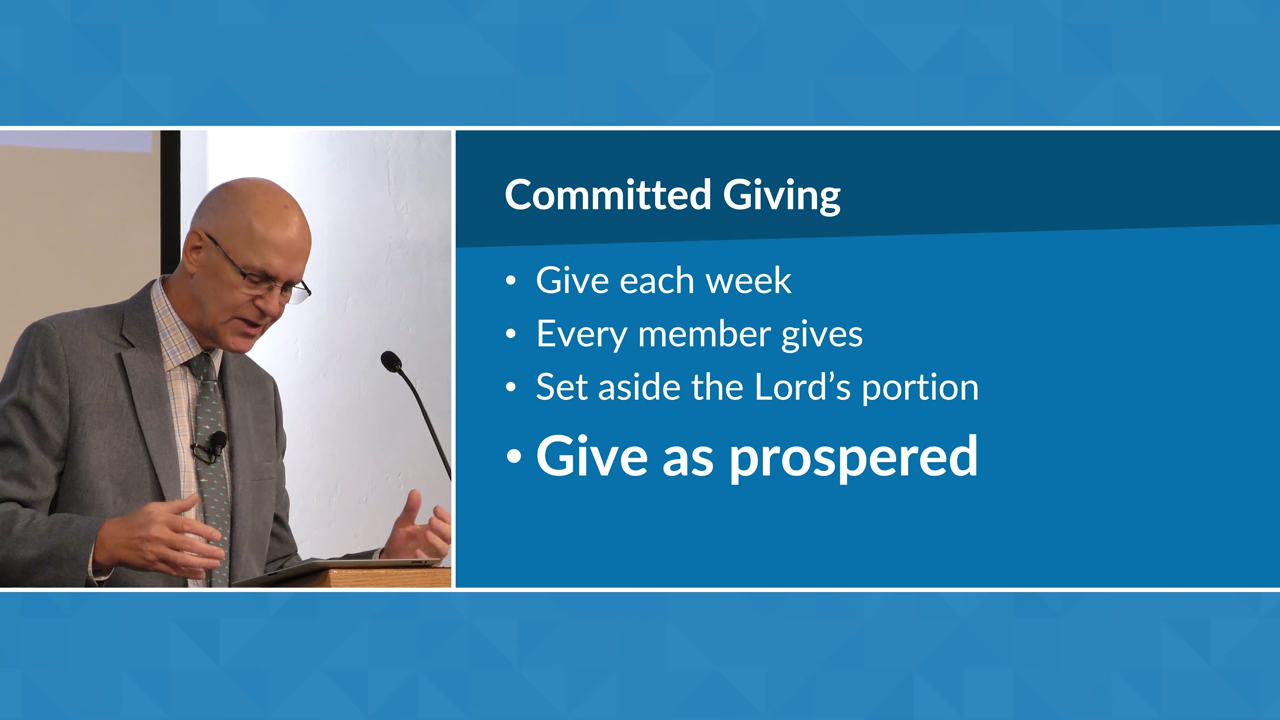 Committed Giving
• Give each week
• Every member gives
• Set aside the Lord’s portion
• Give as prospered